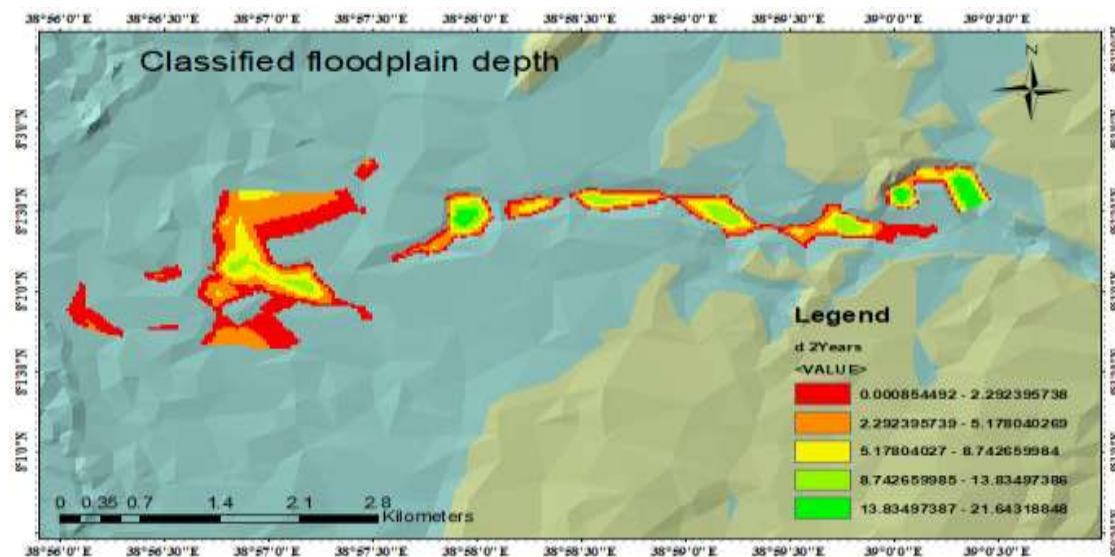 38°56'0"E 38°56'30"E 38°57'0"E 38°57'30"E 38°58'0"E 38°58'30"E 38°59'0"E 38°59'30"E 39°0'0"E 39°0'30"E
Classified floodplain depth
N
Legend
d 2Years
<VALUE>
0.000854492 - 2.292395738
2.292395739 - 5.178040269
5.17804027 - 8.742659984
8.742659985 - 13.83497386
13.83497387 - 21.64318848
0 0.35 0.7 1.4 2.1 2.8
Kilometers
38°56'0"E 38°56'30"E 38°57'0"E 38°57'30"E 38°58'0"E 38°58'30"E 38°59'0"E 38°59'30"E 39°0'0"E 39°0'30"E